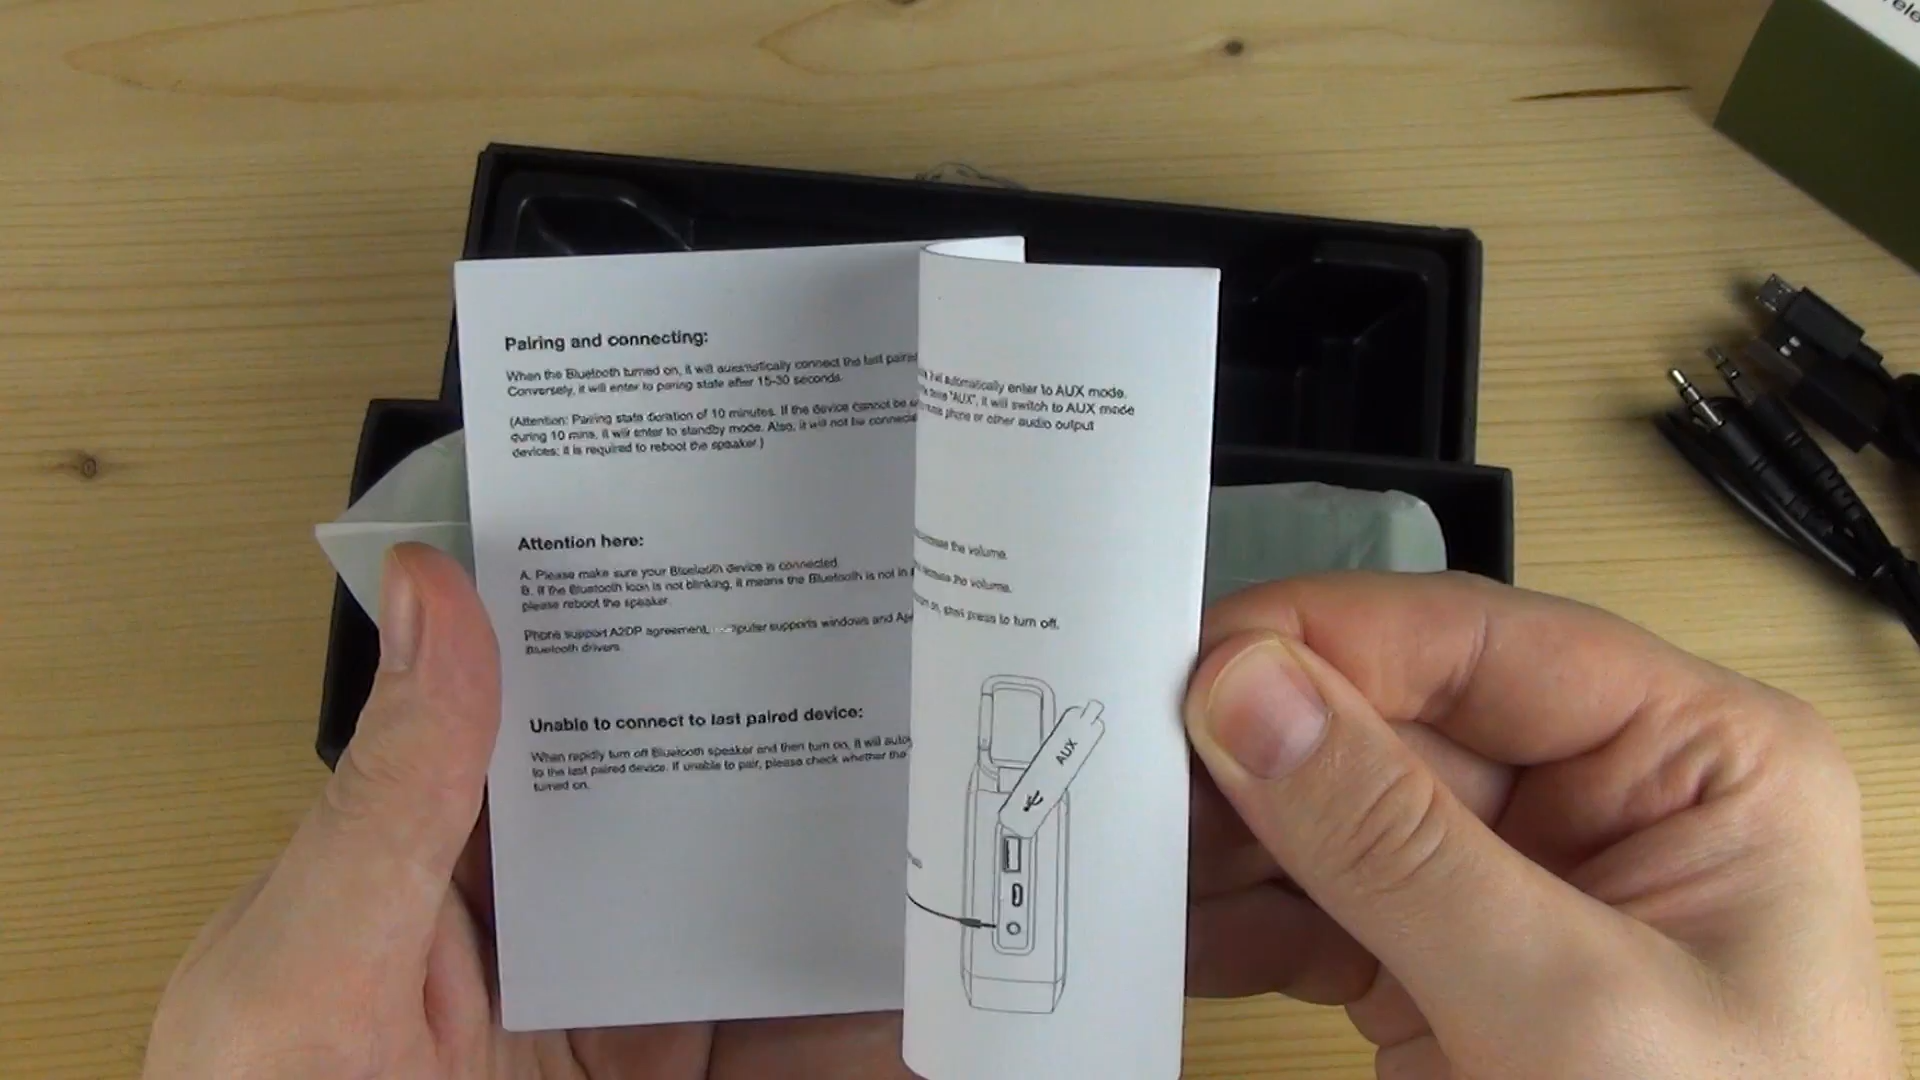 Pairing and connecting:
When the Bluetooth turned on, it will automatically connect the last paired
Conversely, it will enter to pairing state after 15-30 seconds.
(Attention: Pairing state duration of 10 minutes. If the device cannot be
during 10 mins, it will enter to standby mode. Also, it will not be
devices; it is required to reboot the speaker.)
Attention here:
A. Please make sure your Bluetooth device is connected.
B. If the Bluetooth icon is not blinking, it means the Bluetooth is not in
please reboot the speaker.
Phone support A2DP agreement, computer supports windows and
Bluetooth drivers.
Unable to connect to last paired device:
When rapidly turn off Bluetooth speaker and then turn on, it will
to the last paired device. If unable to pair, please check whether the
turned on.
automatically enter to AUX mode.
"AUX", it will switch to AUX mode
phone or other audio output
the volume.
the volume.
press to turn off.
AUX